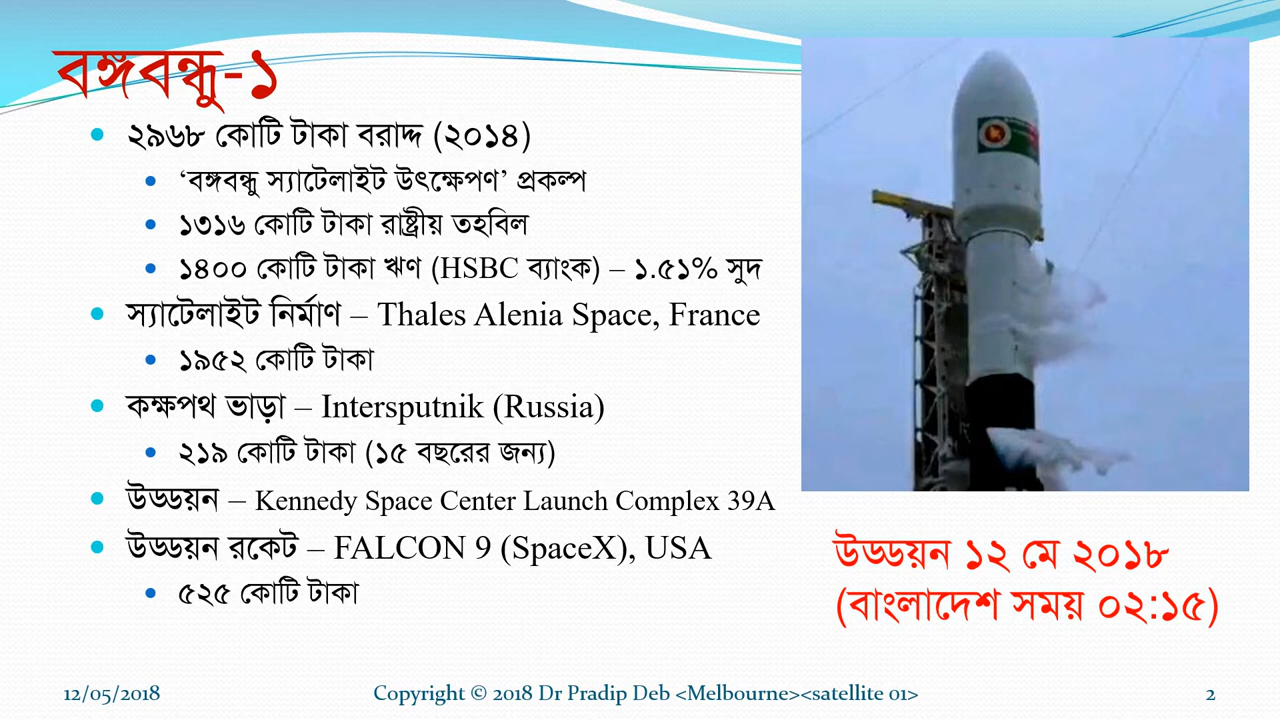 বঙ্গবন্ধু-১
২৯৬৮ কোটি টাকা বরাদ্দ (২০১৪)
‘বঙ্গবন্ধু স্যাটেলাইট উৎক্ষেপণ’ প্রকল্প
১৩১৬ কোটি টাকা রাষ্ট্রীয় তহবিল
১৪০০ কোটি টাকা ঋণ (HSBC ব্যাংক) – ১.৫১% সুদ
স্যাটেলাইট নির্মাণ – Thales Alenia Space, France
১৯৫২ কোটি টাকা
কক্ষপথ ভাড়া – Intersputnik (Russia)
২১৯ কোটি টাকা (১৫ বছরের জন্য)
উড্ডয়ন – Kennedy Space Center Launch Complex 39A
উড্ডয়ন রকেট – FALCON 9 (SpaceX), USA
৫২৫ কোটি টাকা
উড্ডয়ন ১২ মে ২০১৮
(বাংলাদেশ সময় ০২:১৫)
12/05/2018 Copyright © 2018 Dr Pradip Deb <Melbourne><satellite 01> 2